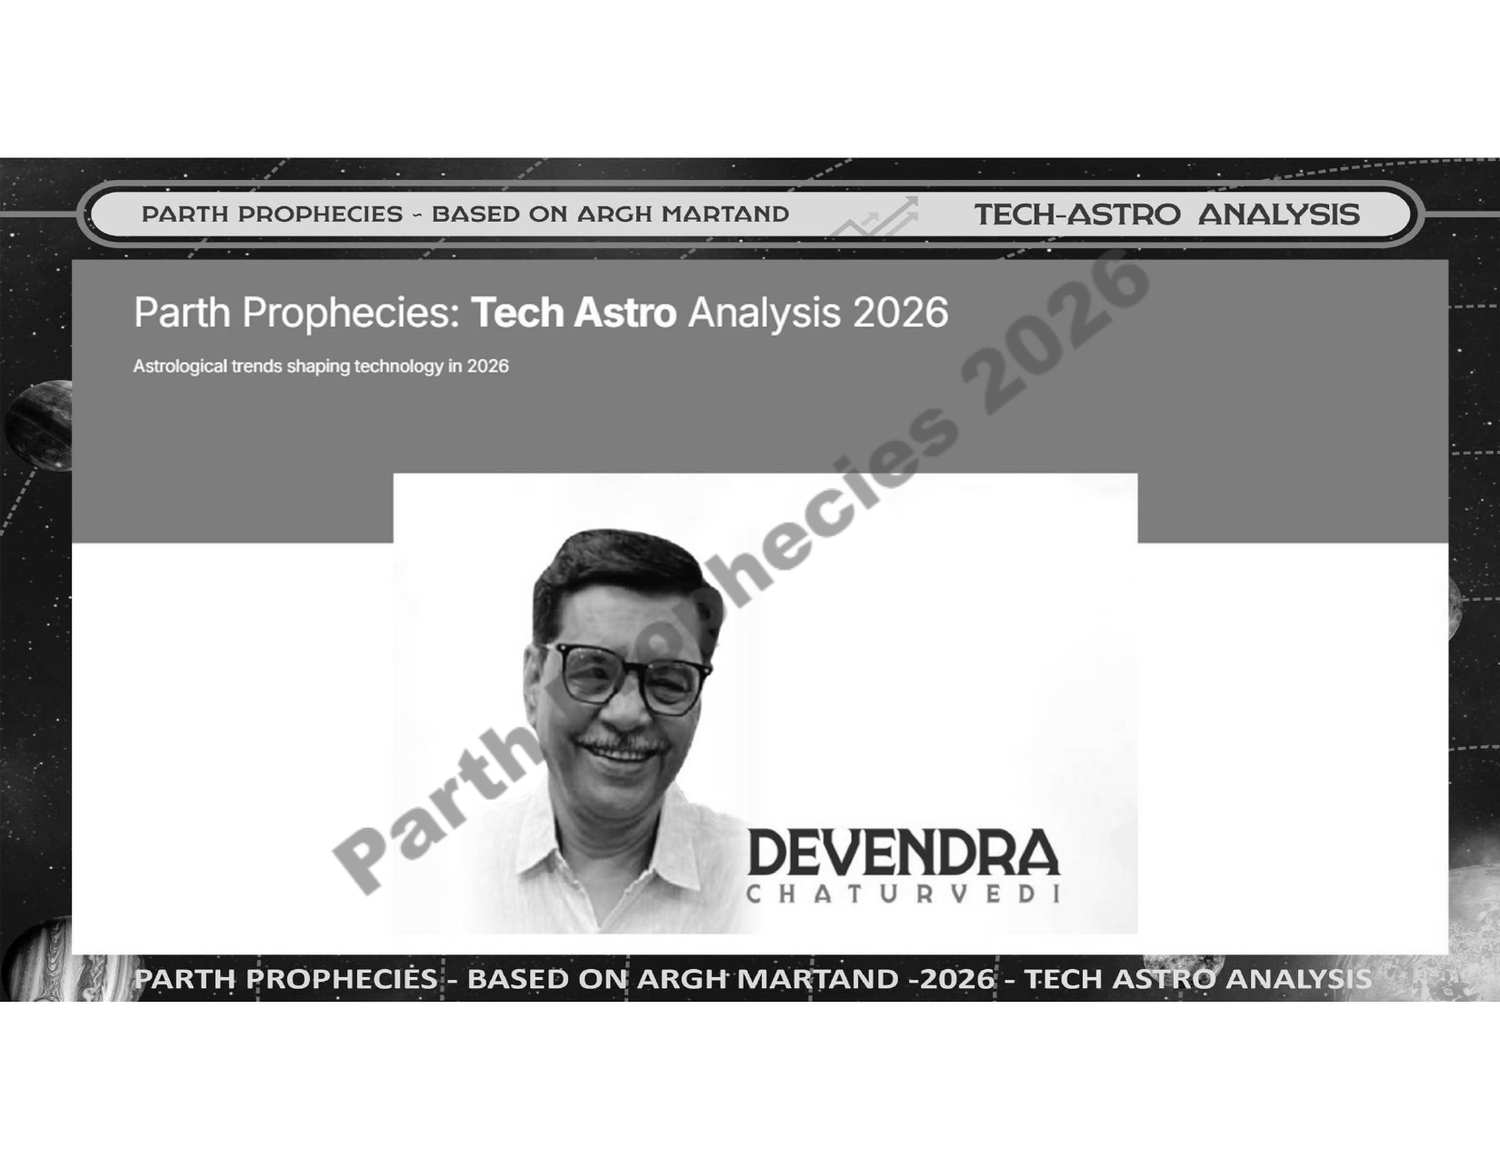 PARTH PROPHECIES ~ BASED ON ARGH MARTAND
TECH-ASTRO ANALYSIS
Parth Prophecies: Tech Astro Analysis 2026
Astrological trends shaping technology in 2026
Parth Prophecies 2026
DEVENDRA
CHATURVEDI
PARTH PROPHECIES - BASED ON ARGH MARTAND -2026 - TECH ASTRO ANALYSIS